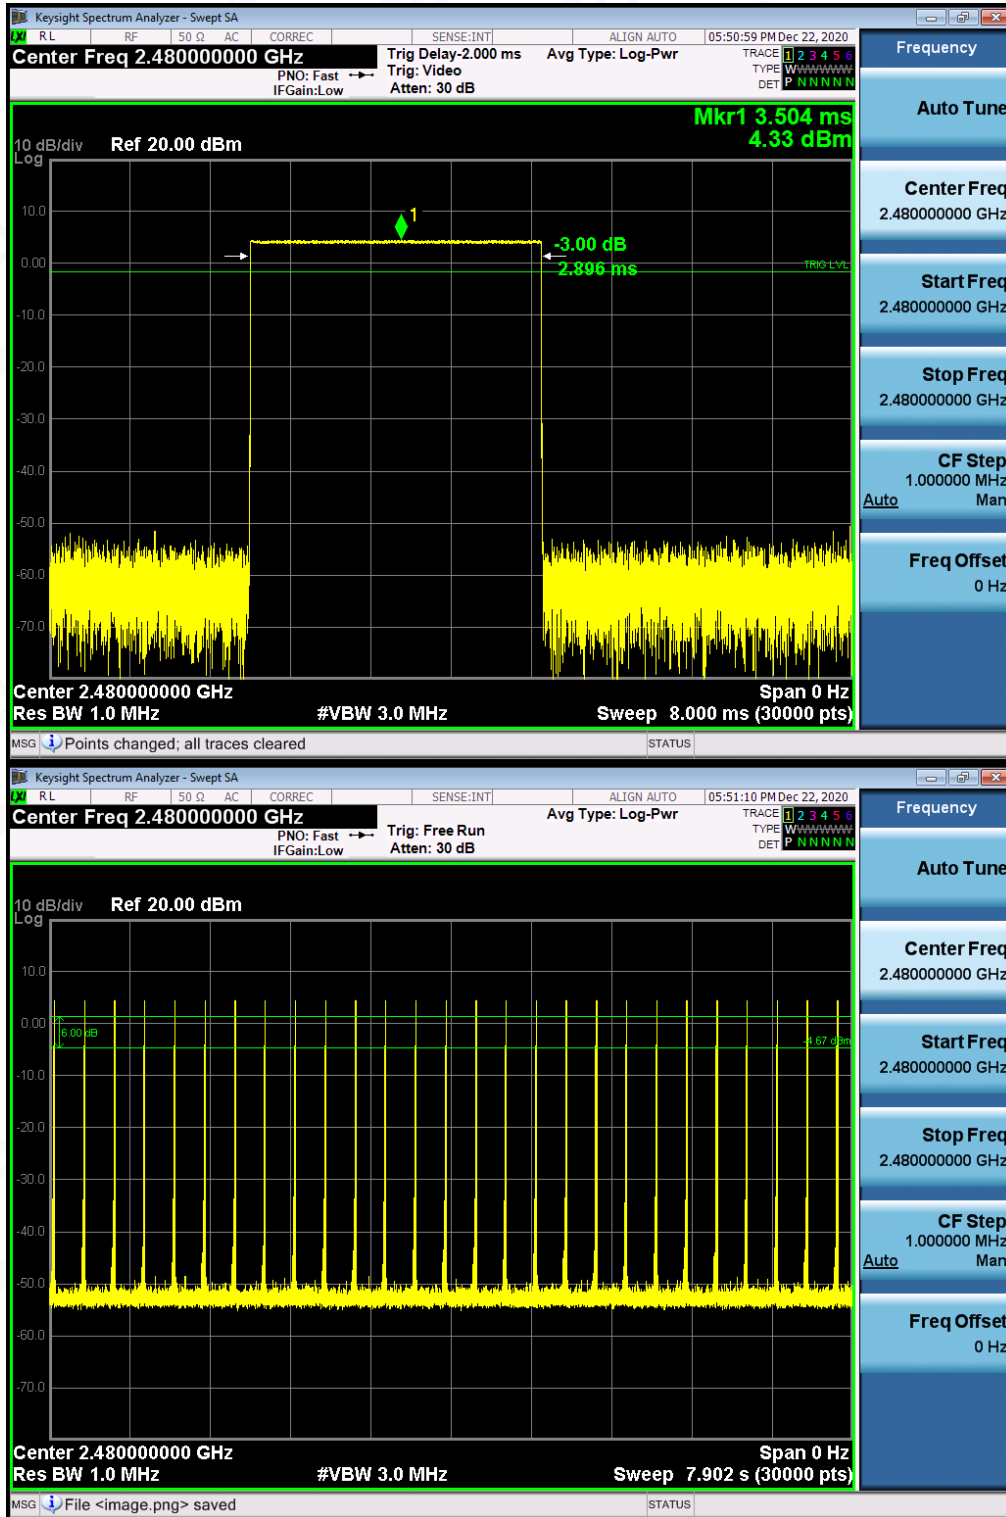 Keysight Spectrum Analyzer - Swept SA
LXI RL RF 50 Ω AC CORREC SENSE:INT ALIGN AUTO 05:50:59 PM Dec 22, 2020
Center Freq 2.480000000 GHz
PNO: Fast
IFGain:Low
Trig Delay-2.000 ms
Trig: Video
Atten: 30 dB
Avg Type: Log-Pwr
TRACE 1 2 3 4 5 6
TYPE WWWWWW
DET P N N N N N
Mkr1 3.504 ms
4.33 dBm
10 dB/div Ref 20.00 dBm
Log
10.0
0.00
-10.0
-20.0
-30.0
-40.0
-50.0
-60.0
-70.0
1
-3.00 dB
2.896 ms
TRIG LVL
Center 2.480000000 GHz Span 0 Hz
Res BW 1.0 MHz #VBW 3.0 MHz Sweep 8.000 ms (30000 pts)
MSG Points changed; all traces cleared STATUS
Frequency
Auto Tune
Center Freq
2.480000000 GHz
Start Freq
2.480000000 GHz
Stop Freq
2.480000000 GHz
CF Step
1.000000 MHz
Auto Man
Freq Offset
0 Hz
Keysight Spectrum Analyzer - Swept SA
LXI RL RF 50 Ω AC CORREC SENSE:INT ALIGN AUTO 05:51:10 PM Dec 22, 2020
Center Freq 2.480000000 GHz
PNO: Fast
IFGain:Low
Trig: Free Run
Atten: 30 dB
Avg Type: Log-Pwr
TRACE 1 2 3 4 5 6
TYPE WWWWWW
DET P N N N N N
10 dB/div Ref 20.00 dBm
Log
10.0
0.00
-10.0
-20.0
-30.0
-40.0
-50.0
-60.0
-70.0
6.00 dB
-4.67 dBm
Center 2.480000000 GHz Span 0 Hz
Res BW 1.0 MHz #VBW 3.0 MHz Sweep 7.902 s (30000 pts)
MSG File <image.png> saved STATUS
Frequency
Auto Tune
Center Freq
2.480000000 GHz
Start Freq
2.480000000 GHz
Stop Freq
2.480000000 GHz
CF Step
1.000000 MHz
Auto Man
Freq Offset
0 Hz